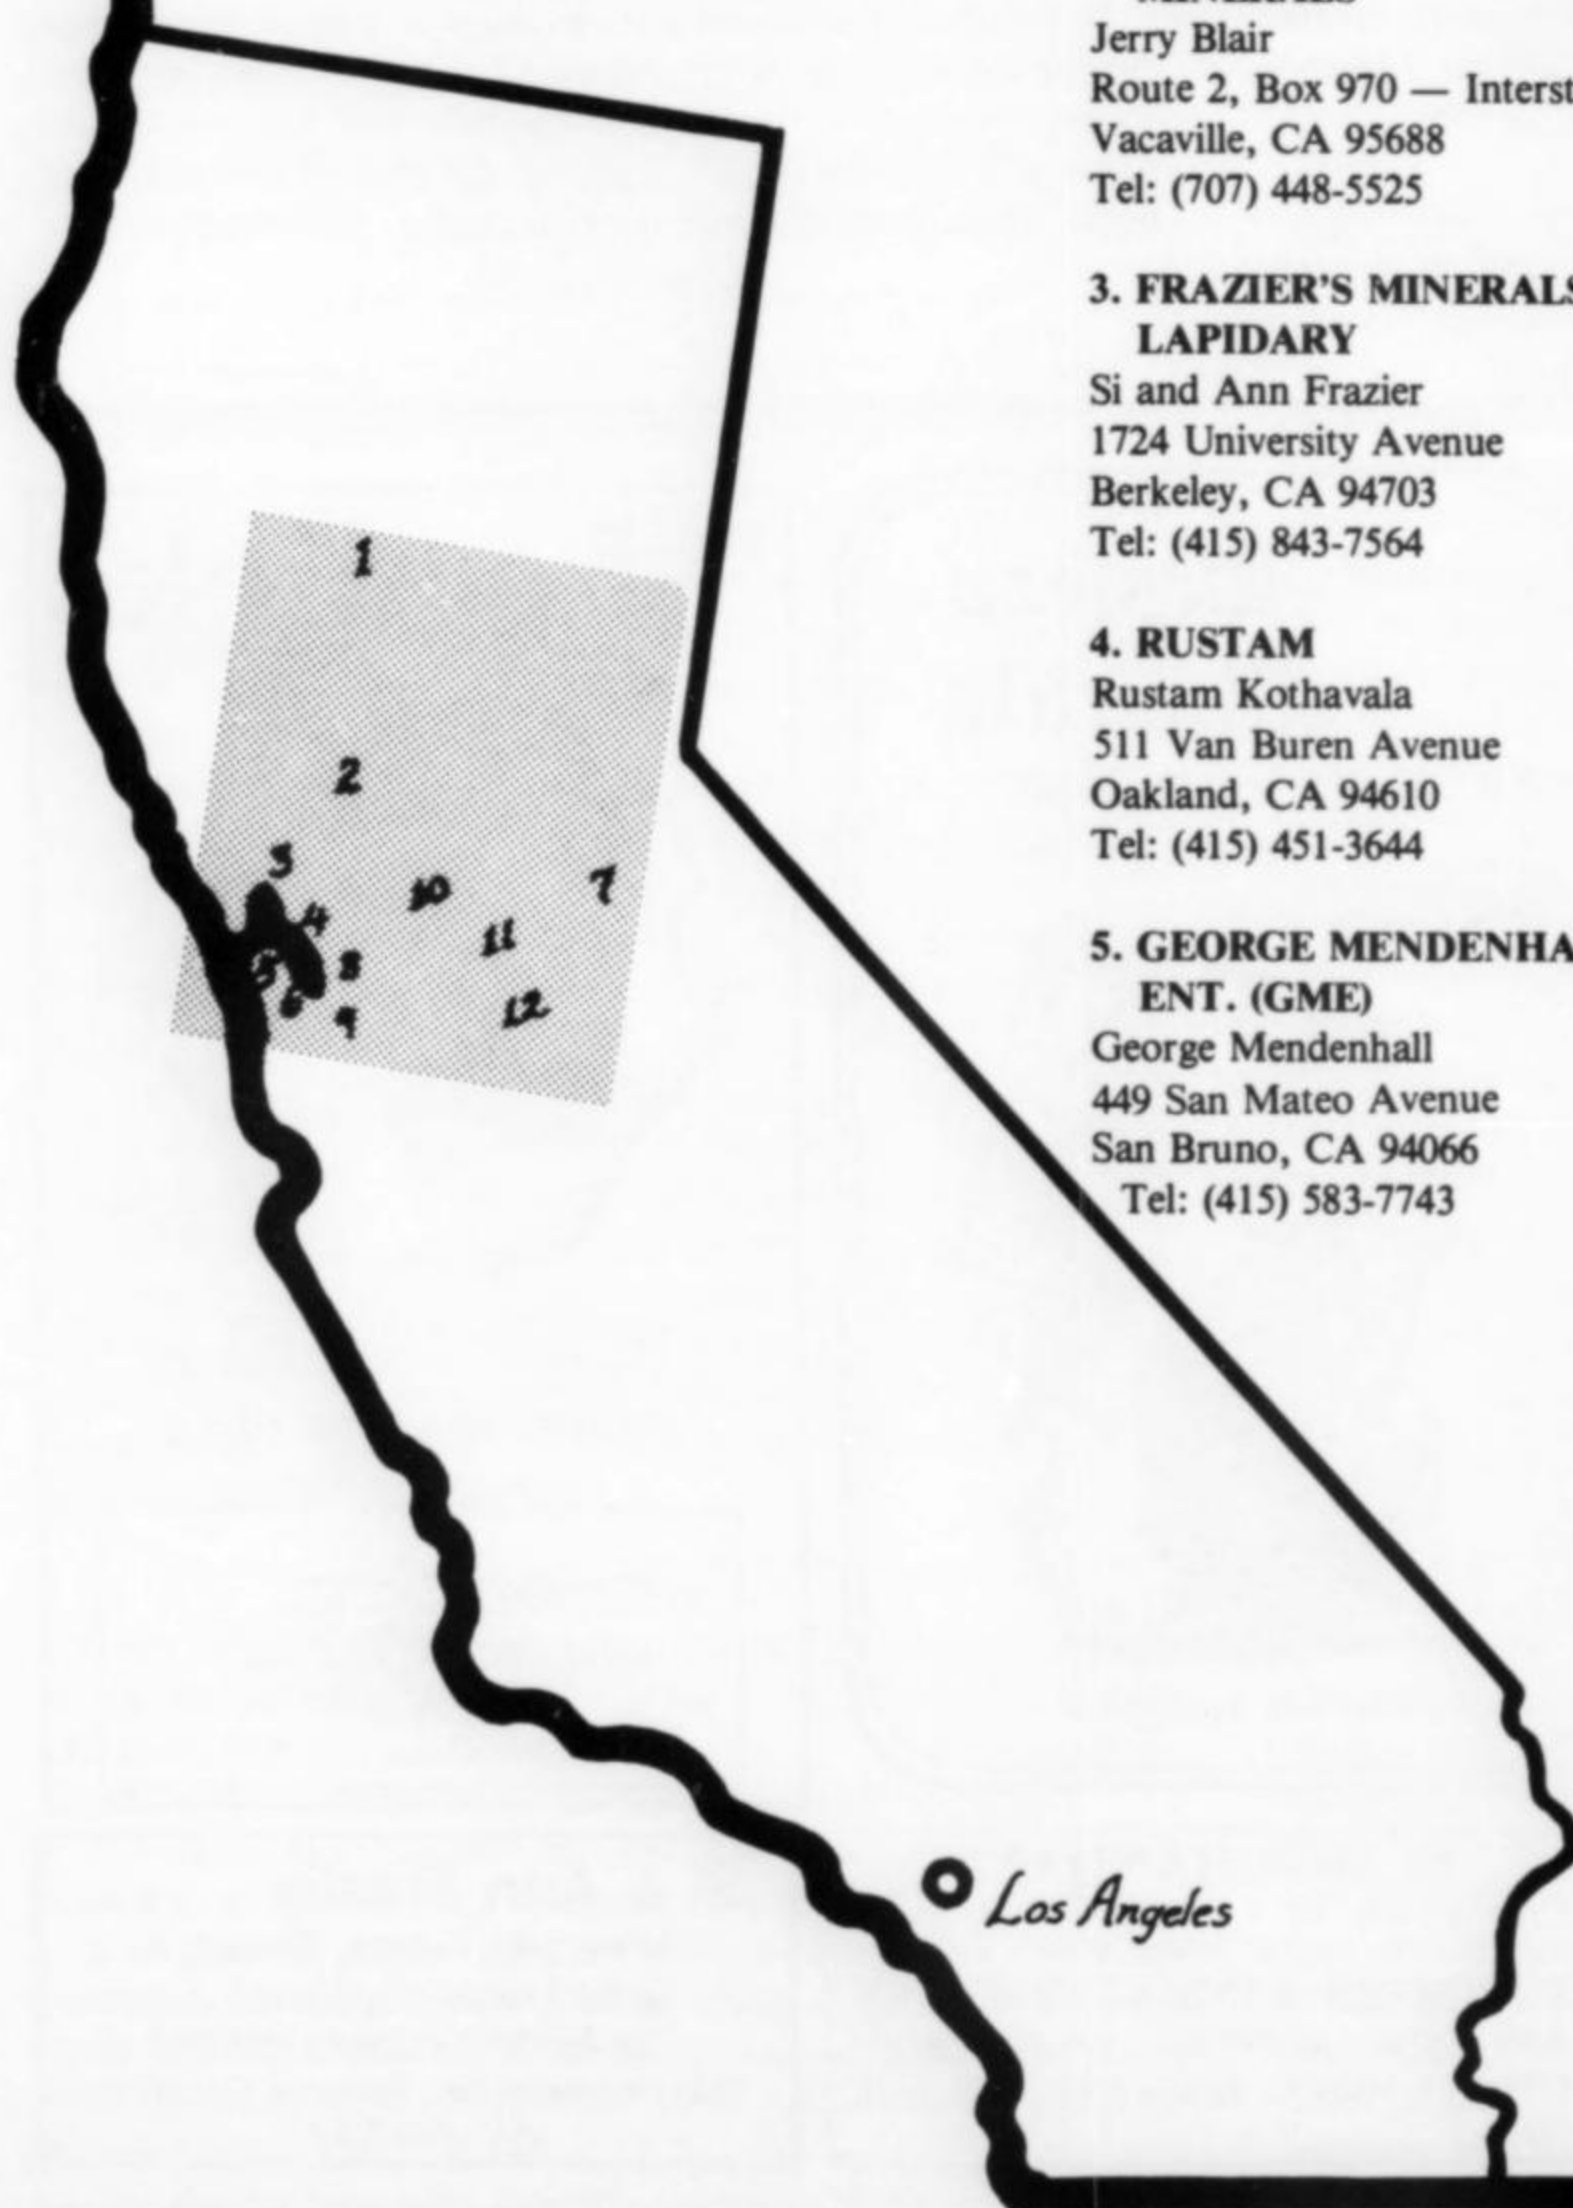 Jerry Blair
Route 2, Box 970 — Interst
Vacaville, CA 95688
Tel: (707) 448-5525
3. FRAZIER'S MINERALS
LAPIDARY
Si and Ann Frazier
1724 University Avenue
Berkeley, CA 94703
Tel: (415) 843-7564
4. RUSTAM
Rustam Kothavala
511 Van Buren Avenue
Oakland, CA 94610
Tel: (415) 451-3644
5. GEORGE MENDENHA
ENT. (GME)
George Mendenhall
449 San Mateo Avenue
San Bruno, CA 94066
Tel: (415) 583-7743
1
2
3
4
5
6
7
8
9
10
11
12
Los Angeles